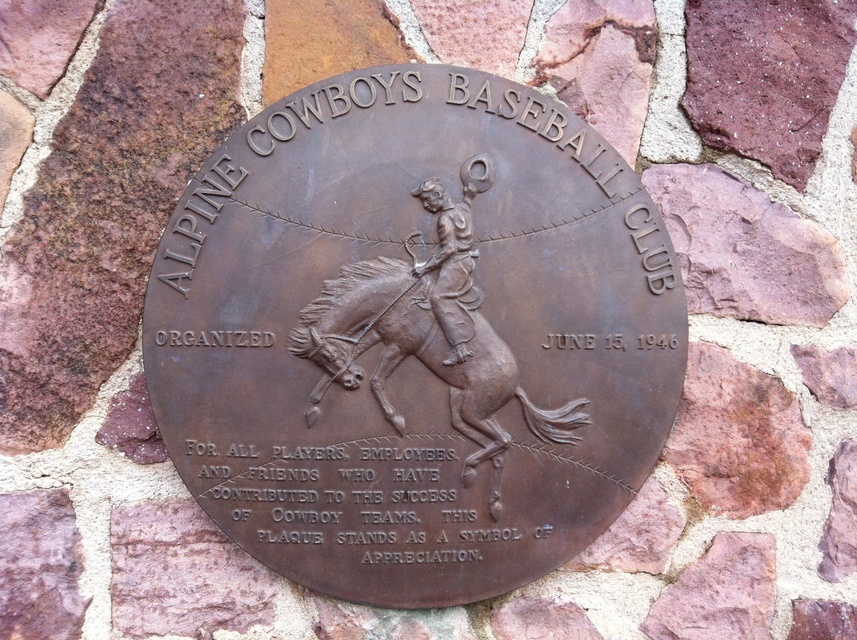 ALPINE COWBOYS BASEBALL CLUB
ORGANIZED JUNE 15, 1946
FOR ALL PLAYERS, EMPLOYEES,
AND FRIENDS WHO HAVE
CONTRIBUTED TO THE SUCCESS
OF COWBOY TEAMS. THIS
PLAQUE STANDS AS A SYMBOL OF
APPRECIATION.